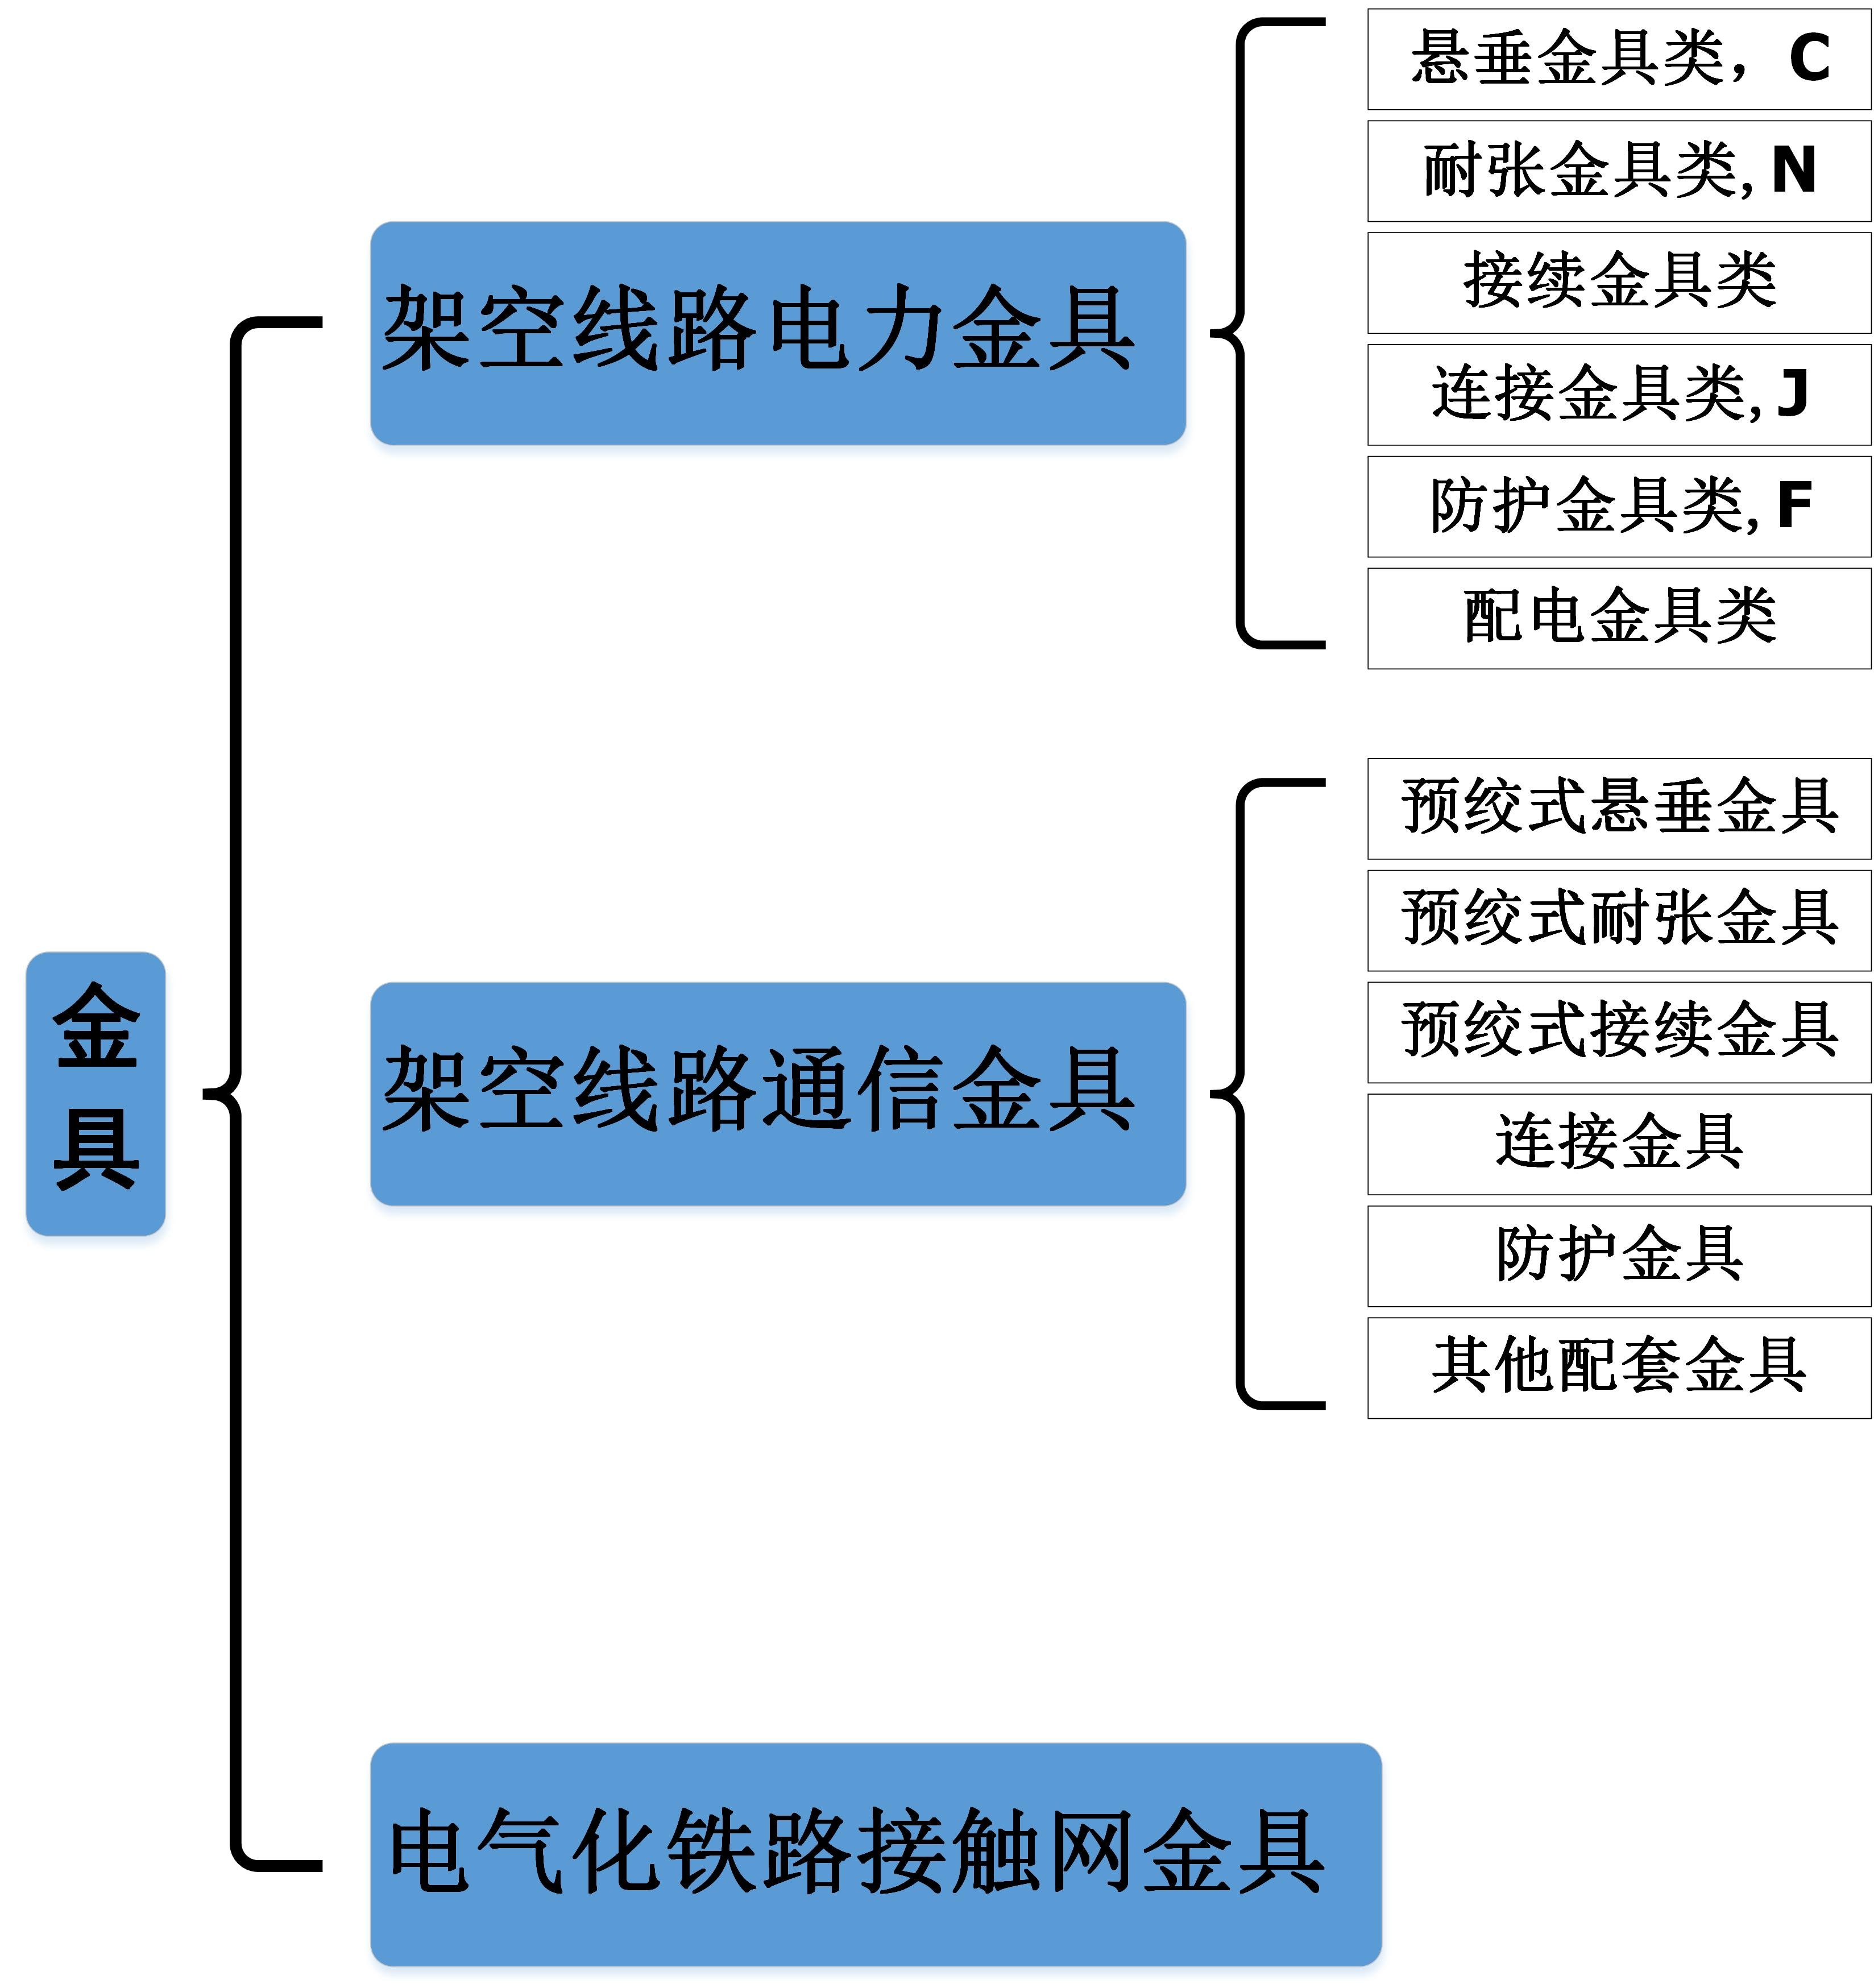 金
具
架空线路电力金具
悬垂金具类，C
耐张金具类,N
接续金具类
连接金具类,J
防护金具类,F
配电金具类
架空线路通信金具
预绞式悬垂金具
预绞式耐张金具
预绞式接续金具
连接金具
防护金具
其他配套金具
电气化铁路接触网金具